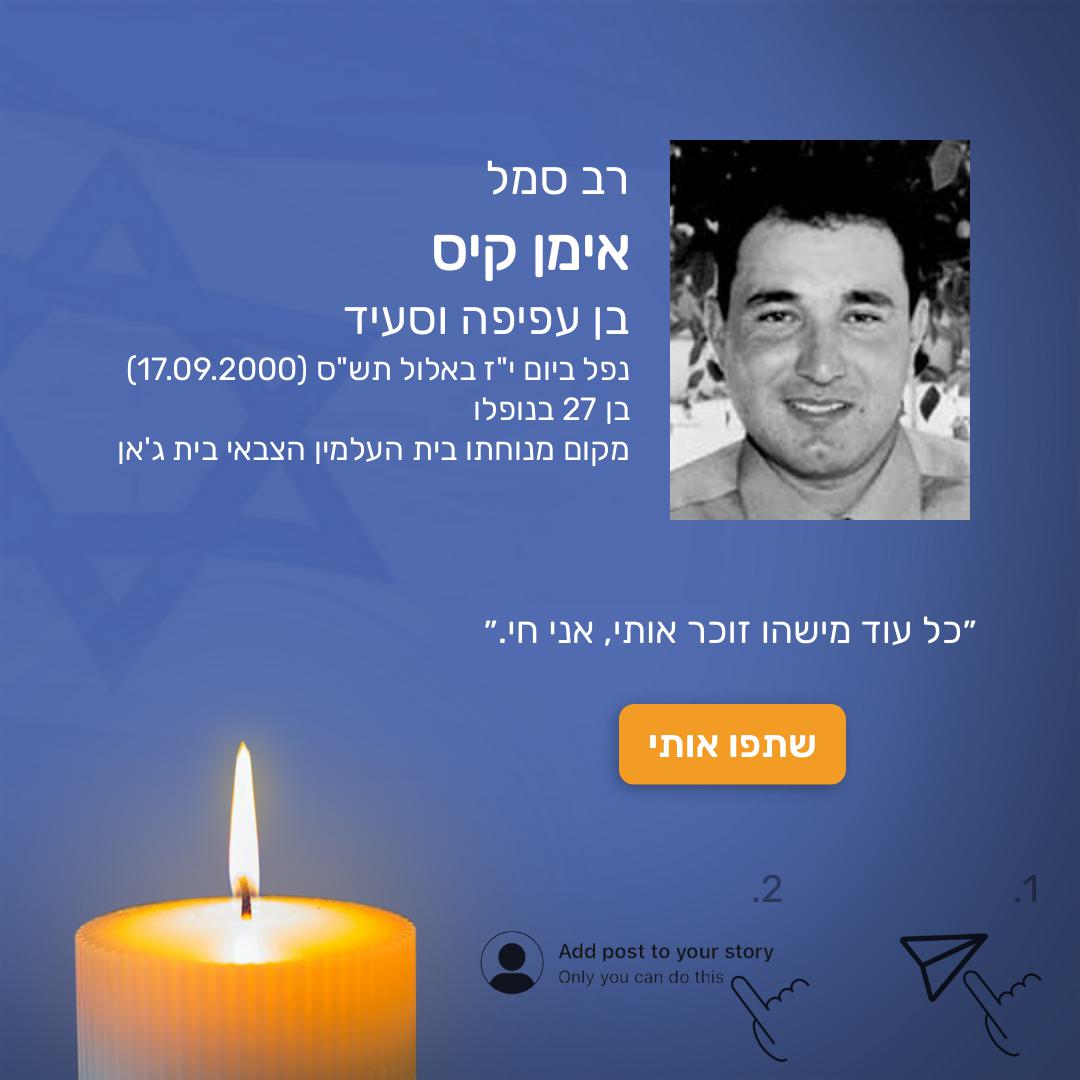 רב סמל
אימן קיס
בן עפיפה וסעיד
נפל ביום י"ז באלול תש"ס (17.09.2000)
בן 27 בנופלו
מקום מנוחתו בית העלמין הצבאי בית ג'אן
״כל עוד מישהו זוכר אותי, אני חי.״
שתפו אותי
.1
.2
Add post to your story
Only you can do this